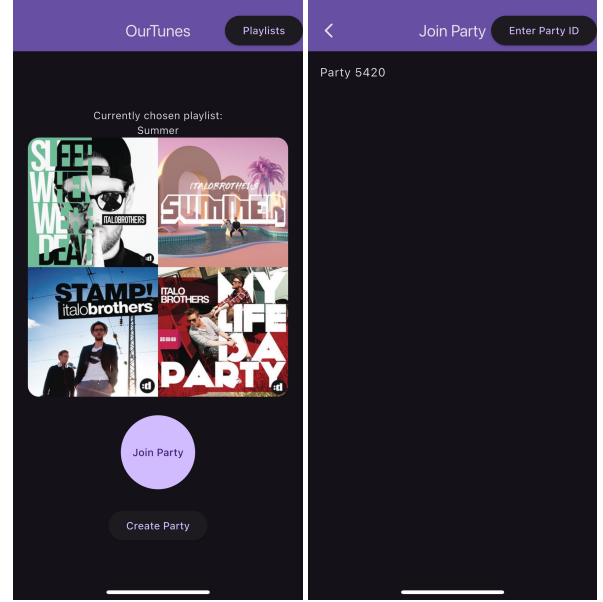 OurTunes
Playlists
Currently chosen playlist:
Summer
SLEEP
WHEN
WE'RE
DEAD
ITALOBROTHERS
:d
ITALOBROTHERS
SUMMER
STAMP!
italobrothers
:d
ITALO
BROTHERS
MY
LIFE
IS A
PARTY
:d
Join Party
Create Party
Join Party
Enter Party ID
Party 5420